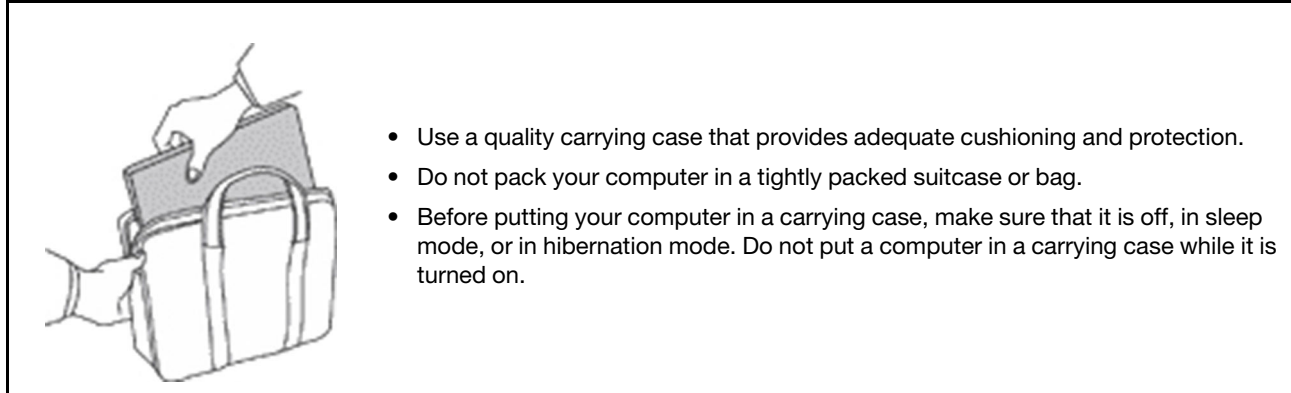 • Use a quality carrying case that provides adequate cushioning and protection.
• Do not pack your computer in a tightly packed suitcase or bag.
• Before putting your computer in a carrying case, make sure that it is off, in sleep
mode, or in hibernation mode. Do not put a computer in a carrying case while it is
turned on.